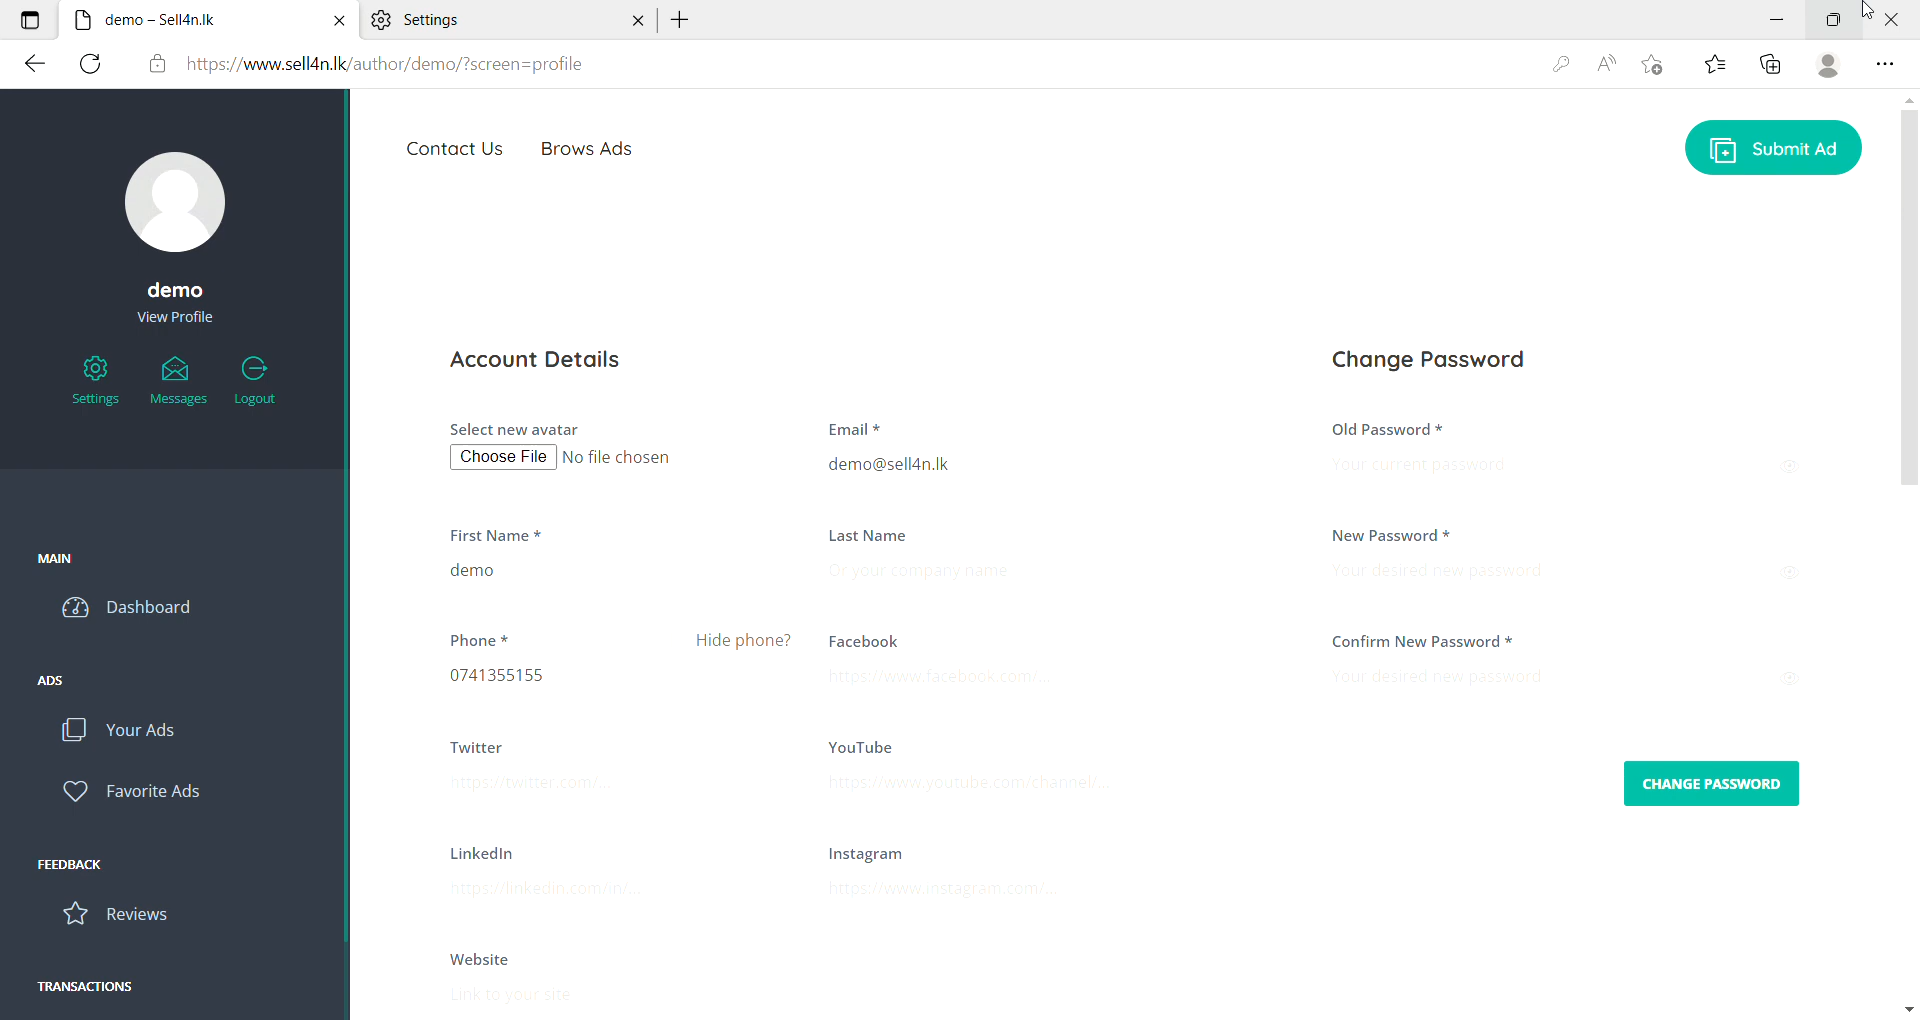 demo – Sell4n.lk
Settings
https://www.sell4n.lk/author/demo/?screen=profile
demo
View Profile
Settings Messages Logout
MAIN
Dashboard
ADS
Your Ads
Favorite Ads
FEEDBACK
Reviews
TRANSACTIONS
Contact Us Brows Ads
Submit Ad
Account Details
Select new avatar
Choose File No file chosen
Email *
demo@sell4n.lk
First Name *
demo
Last Name
Or your company name
Phone * Hide phone?
0741355155
Facebook
https://www.facebook.com/...
Twitter
https://twitter.com/...
YouTube
https://www.youtube.com/channel/...
LinkedIn
https://linkedin.com/in/...
Instagram
https://www.instagram.com/...
Website
Link to your site
Change Password
Old Password *
Your current password
New Password *
Your desired new password
Confirm New Password *
Your desired new password
CHANGE PASSWORD